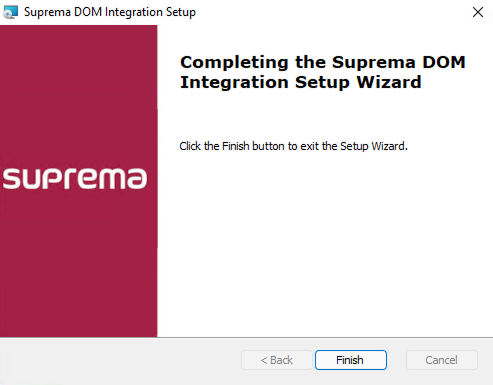 Suprema DOM Integration Setup
Completing the Suprema DOM
Integration Setup Wizard
Click the Finish button to exit the Setup Wizard.
suprema
< Back
Finish
Cancel